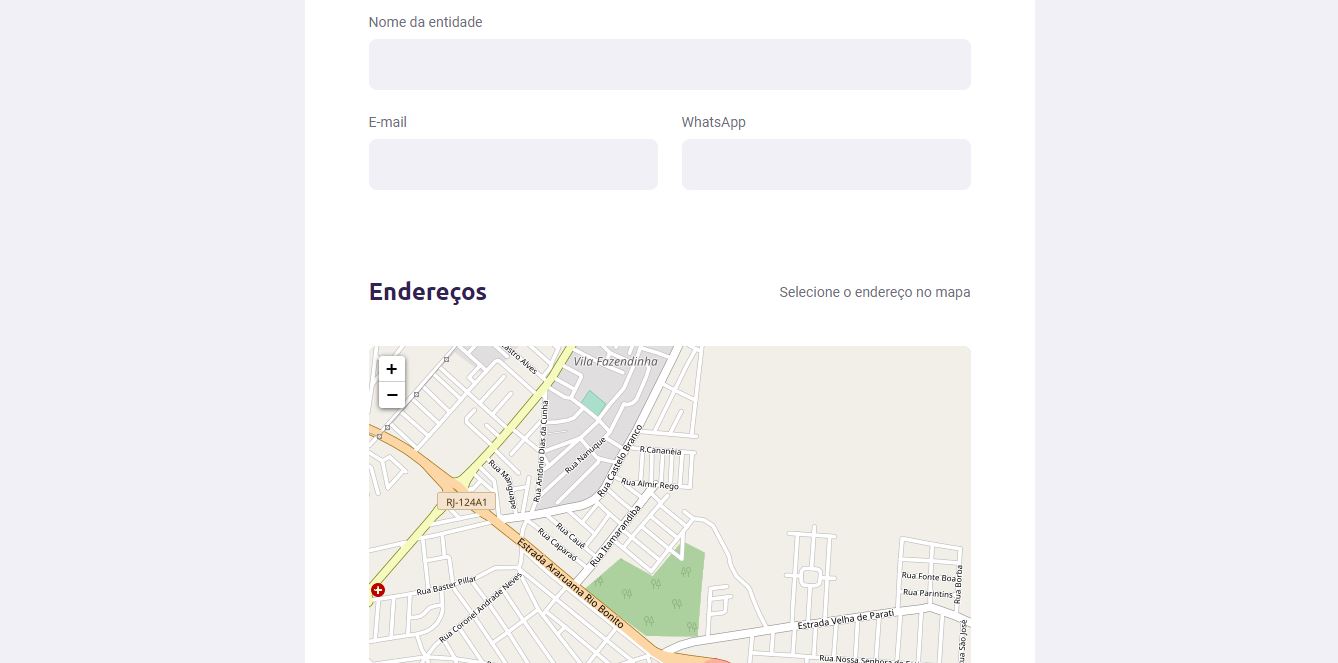 Nome da entidade
E-mail
WhatsApp
Endereços
Selecione o endereço no mapa
+
−
Castro Alves
Vila Fazendinha
Rua Antônio Dias da Cunha
Rua Nanuque
Rua Castelo Branco
R.Cananéia
Rua Almir Rego
Rua Manguape
RJ-124A1
Rua Itamarandiba
Rua Cauê
Rua Caparaó
Estrada Araruama Rio Bonito
Rua Baster Pillar
Rua Coronel Andrade Neves
Rua Fonte Boa
Rua Parintins
Rua Borba
Estrada Velha de Parati
Rua São José
Rua Nossa Senhora